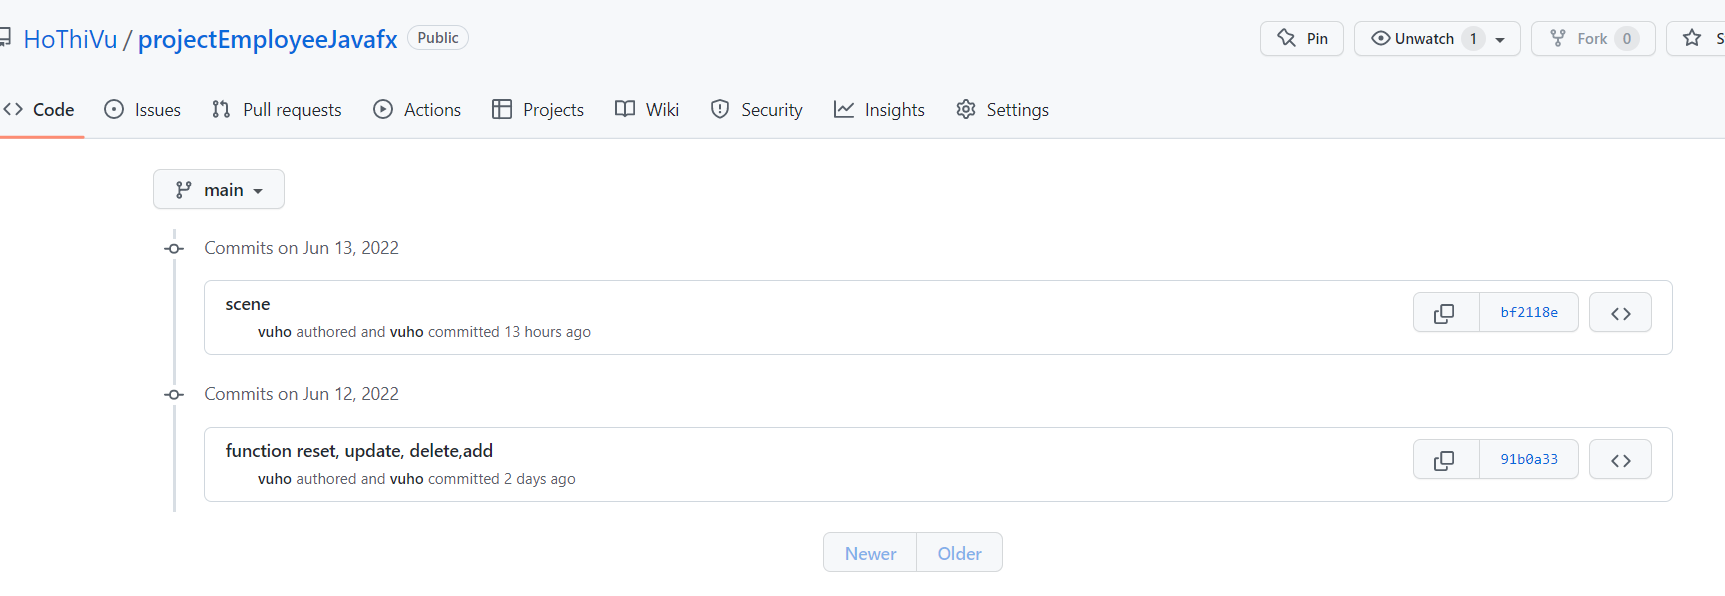 HoThiVu / projectEmployeeJavafx Public Pin Unwatch 1 Fork 0 S
Code Issues Pull requests Actions Projects Wiki Security Insights Settings
main
Commits on Jun 13, 2022
scene
vuho authored and vuho committed 13 hours ago
bf2118e
Commits on Jun 12, 2022
function reset, update, delete,add
vuho authored and vuho committed 2 days ago
91b0a33
Newer Older